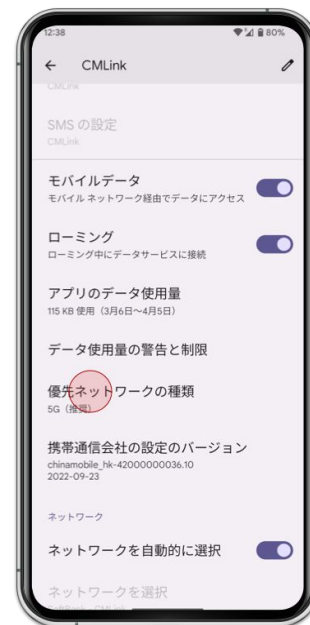 12:38
80%
CMLink
CMLink
SMS の設定
CMLink
モバイルデータ
モバイル ネットワーク経由でデータにアクセス
ローミング
ローミング中にデータサービスに接続
アプリのデータ使用量
115 KB 使用（3月6日～4月5日）
データ使用量の警告と制限
優先ネットワークの種類
5G（推奨）
携帯通信会社の設定のバージョン
chinamobile_hk-42000000036.10
2022-09-23
ネットワーク
ネットワークを自動的に選択
ネットワークを選択
SoftBank - CMLink